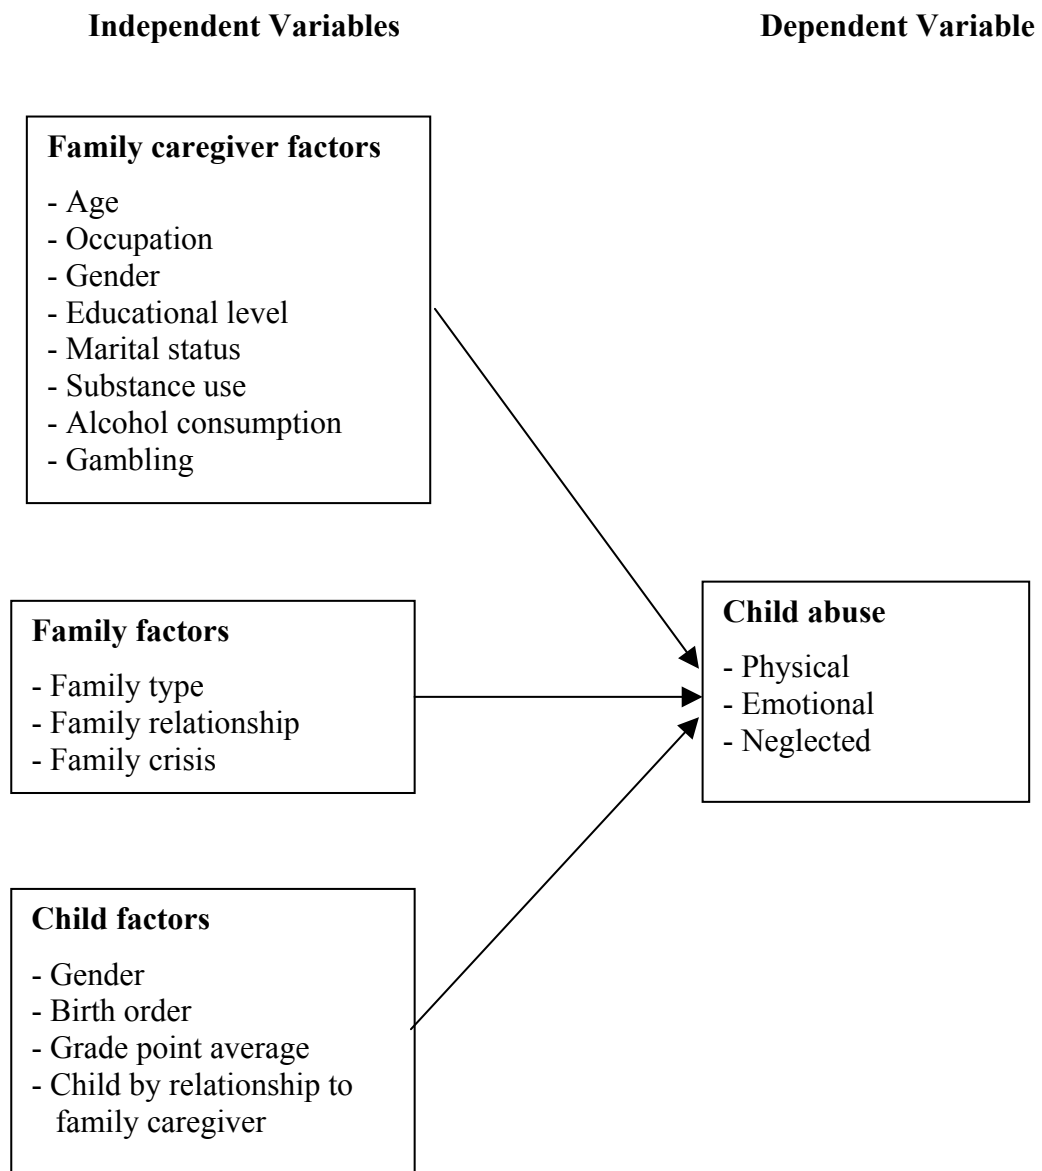 Independent Variables
Dependent Variable
Family caregiver factors
- Age
- Occupation
- Gender
- Educational level
- Marital status
- Substance use
- Alcohol consumption
- Gambling
Family factors
- Family type
- Family relationship
- Family crisis
Child factors
- Gender
- Birth order
- Grade point average
- Child by relationship to
family caregiver
Child abuse
- Physical
- Emotional
- Neglected